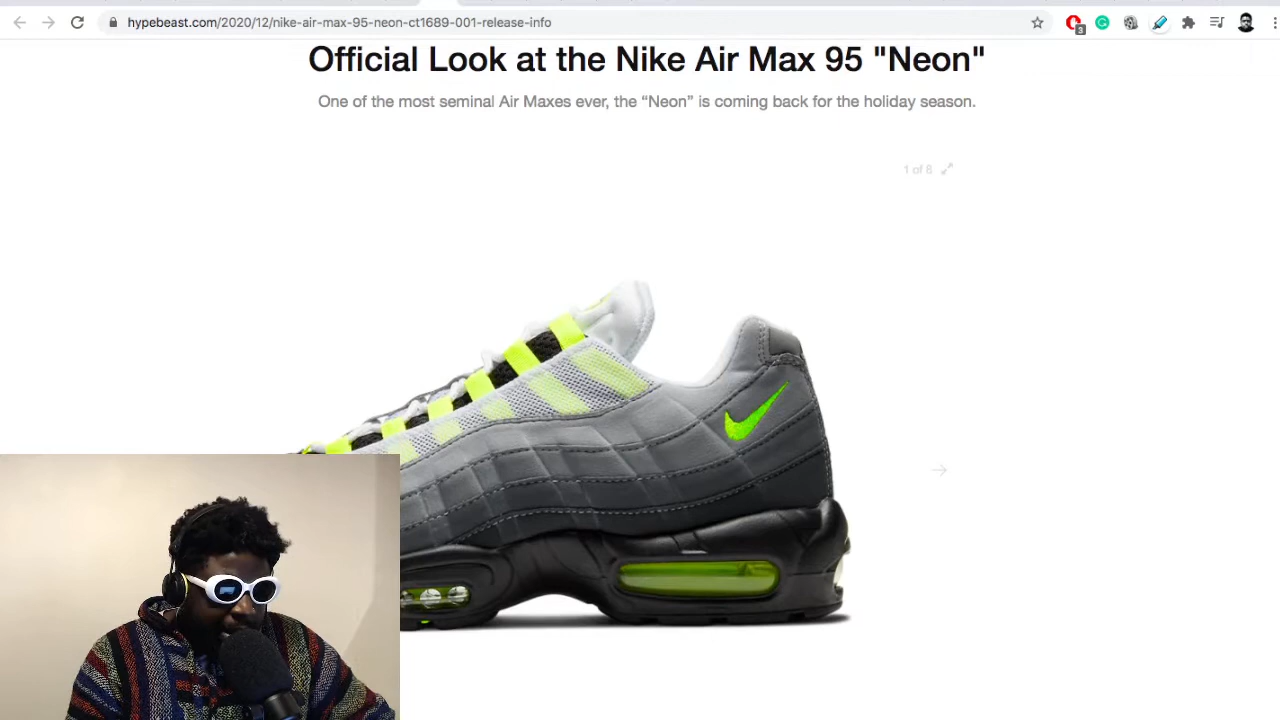 hypebeast.com/2020/12/nike-air-max-95-neon-ct1689-001-release-info
3
Official Look at the Nike Air Max 95 "Neon"
One of the most seminal Air Maxes ever, the “Neon” is coming back for the holiday season.
1 of 8